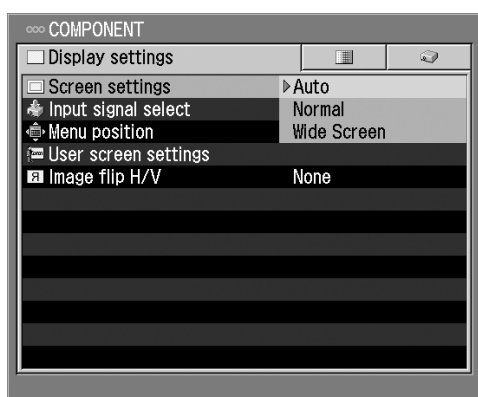 COMPONENT
Display settings
Screen settings Auto
Input signal select Normal
Menu position Wide Screen
User screen settings
Image flip H/V None